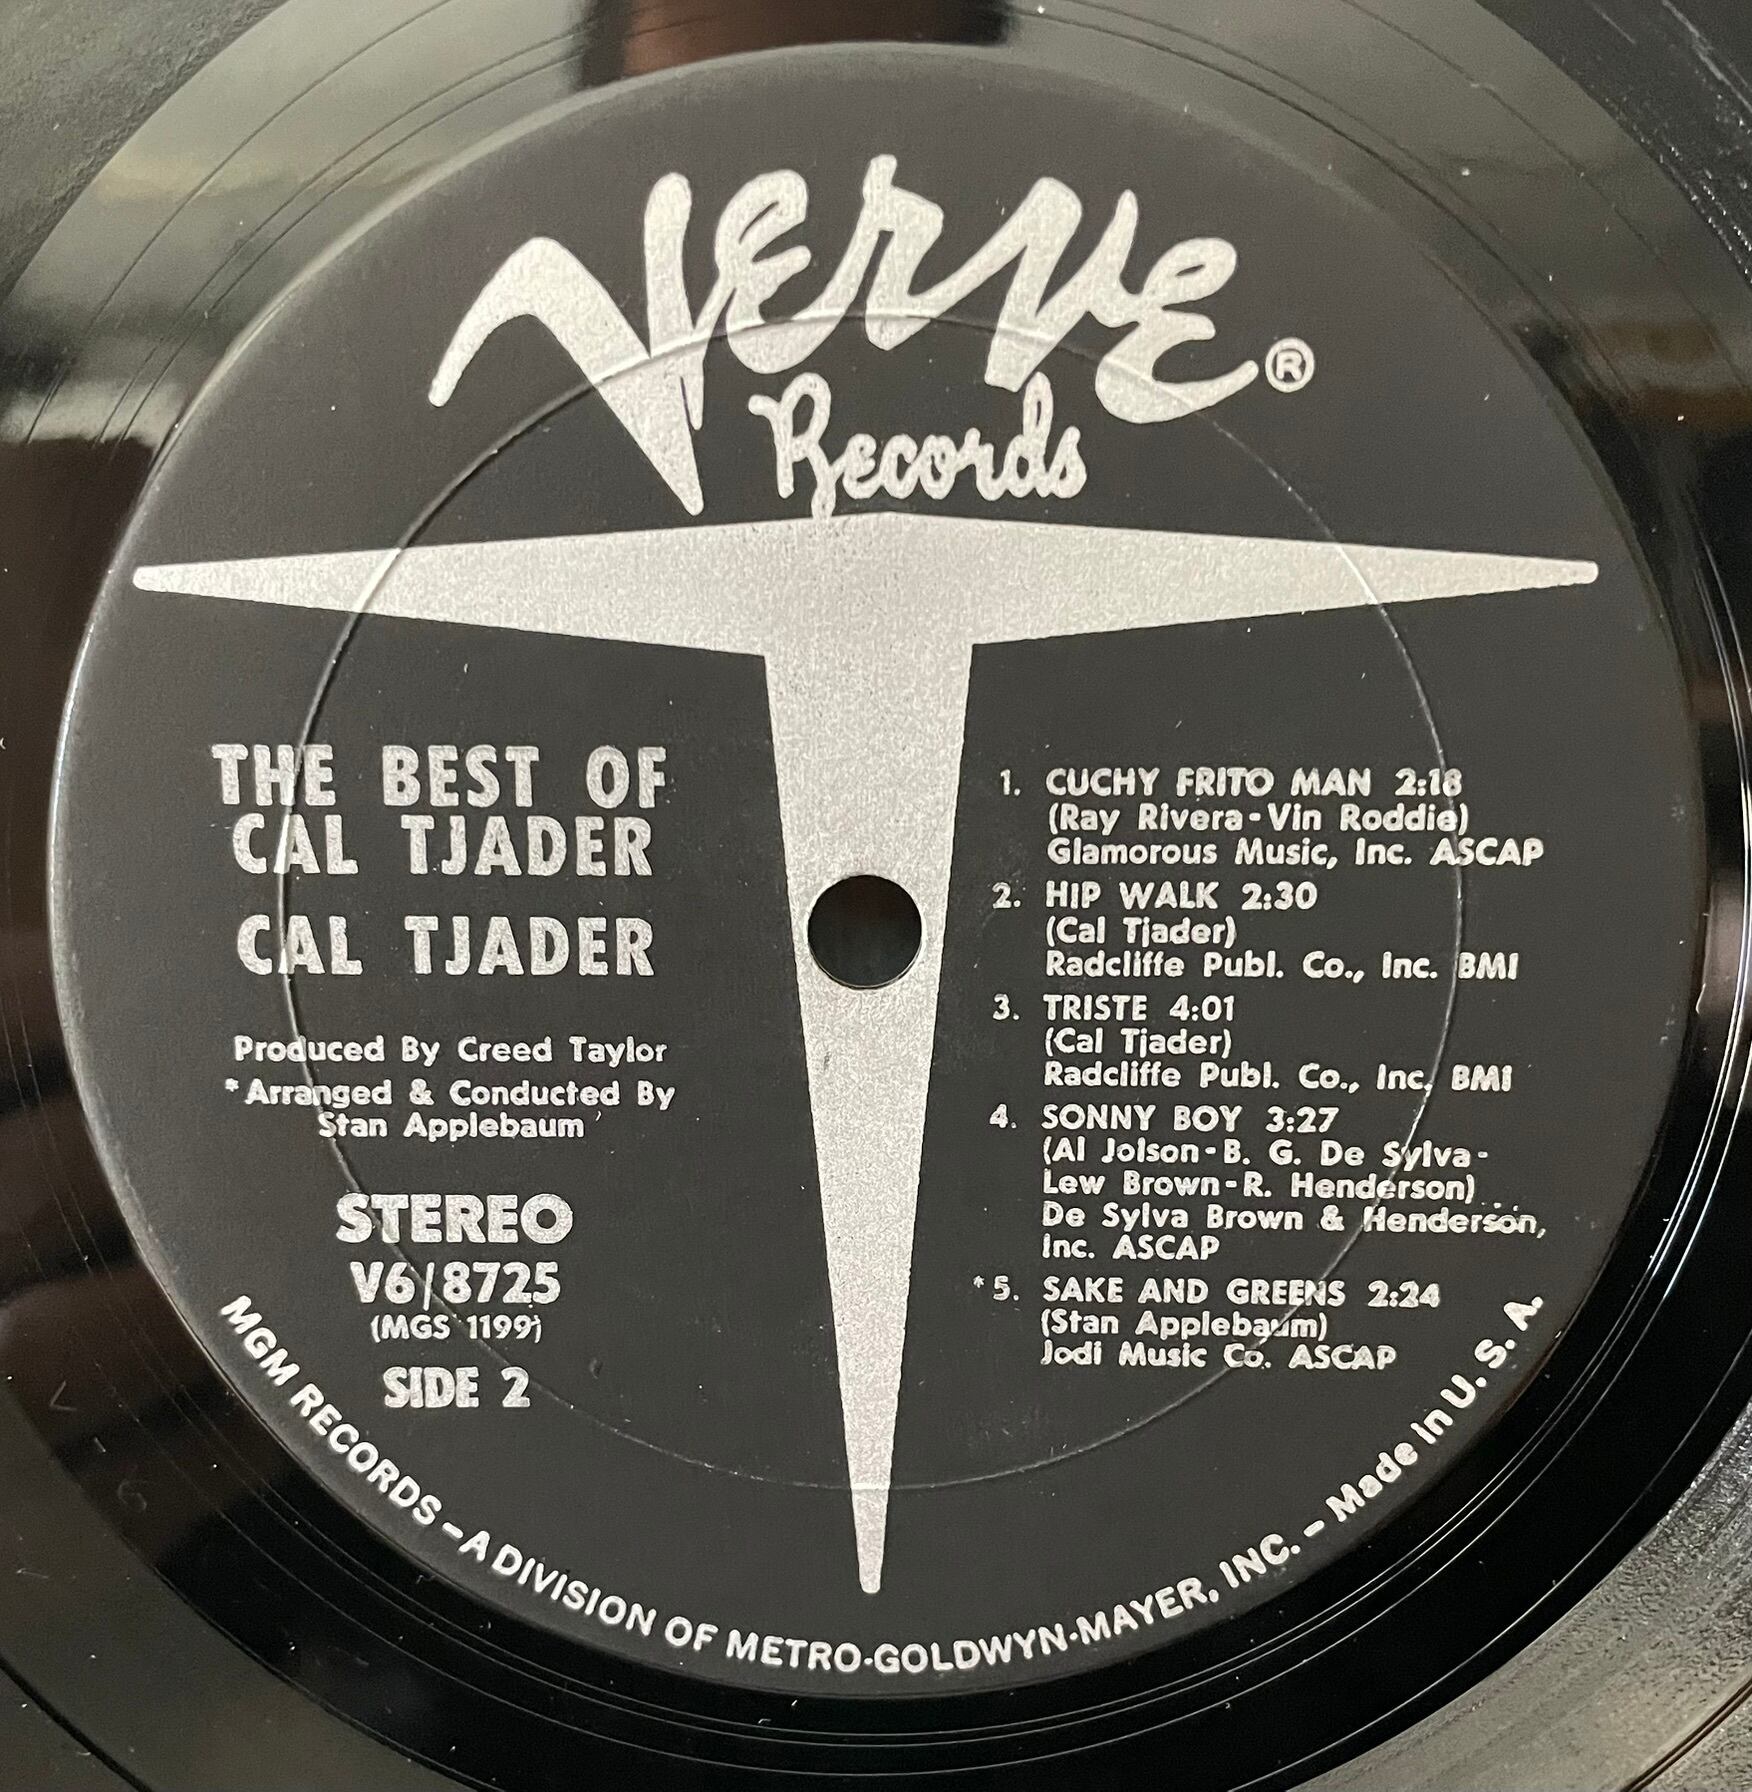 Verve ®
Records
THE BEST OF
CAL TJADER
CAL TJADER
Produced By Creed Taylor
*Arranged & Conducted By
Stan Applebaum
STEREO
V6/8725
(MGS 1199)
SIDE 2
1. CUCHY FRITO MAN 2:18
(Ray Rivera-Vin Roddie)
Glamorous Music, Inc. ASCAP
2. HIP WALK 2:30
(Cal Tjader)
Radcliffe Publ. Co., Inc. BMI
3. TRISTE 4:01
(Cal Tjader)
Radcliffe Publ. Co., Inc. BMI
4. SONNY BOY 3:27
(Al Jolson-B. G. De Sylva-
Lew Brown-R. Henderson)
De Sylva Brown & Henderson,
Inc. ASCAP
*5. SAKE AND GREENS 2:24
(Stan Applebaum)
Jodi Music Co. ASCAP
MGM RECORDS – A DIVISION OF METRO-GOLDWYN-MAYER, INC. – Made in U. S. A.